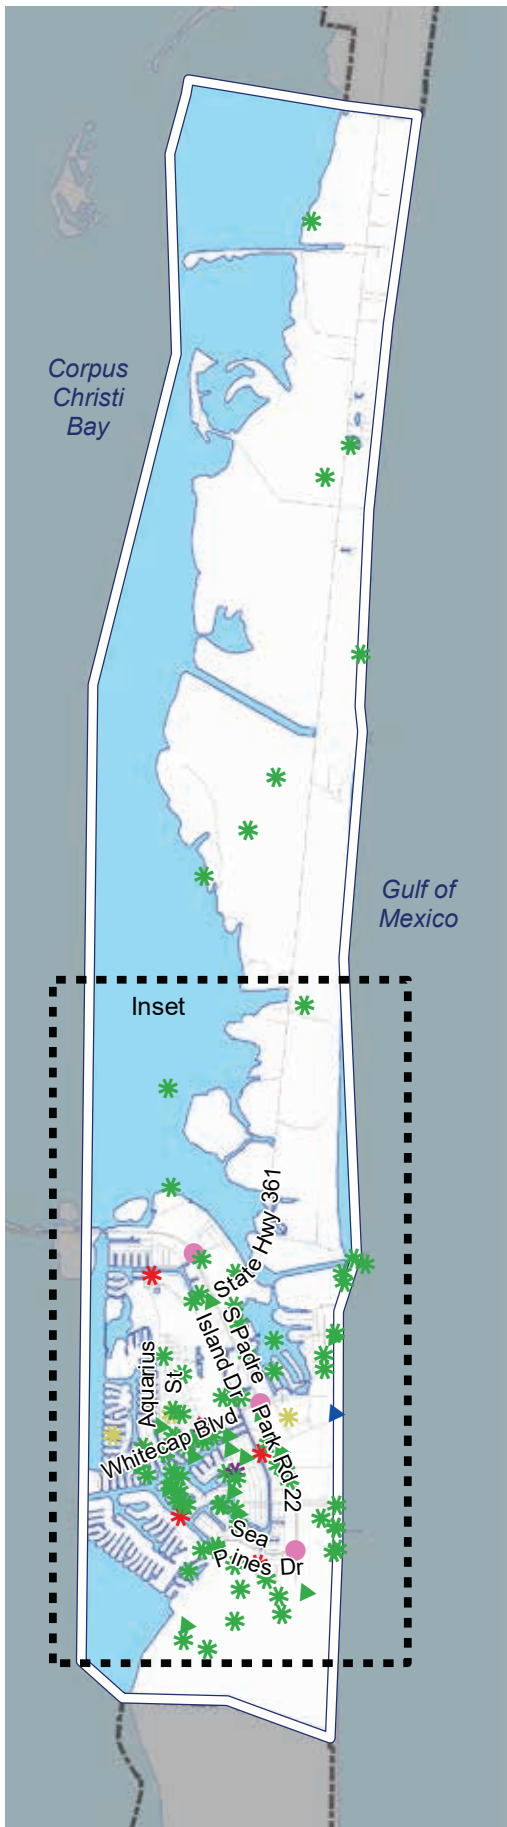 Corpus
Christi
Bay
Gulf of
Mexico
Inset
State Hwy 361
S Padre
Island Dr
Aquarius
St
Park Rd 22
Whitecap Blvd
Sea
Pines Dr